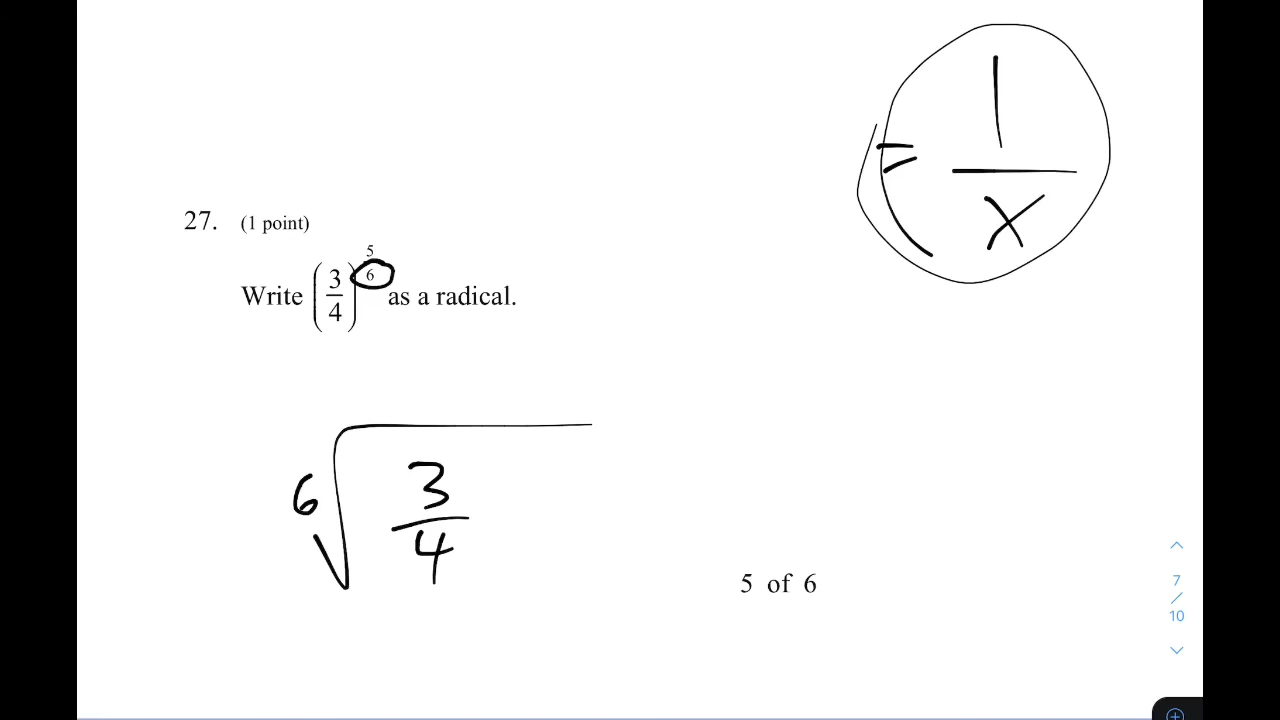 = 1/x
27. (1 point)
Write (3/4)^5/6 as a radical.
6√3/4
5 of 6
7
/
10